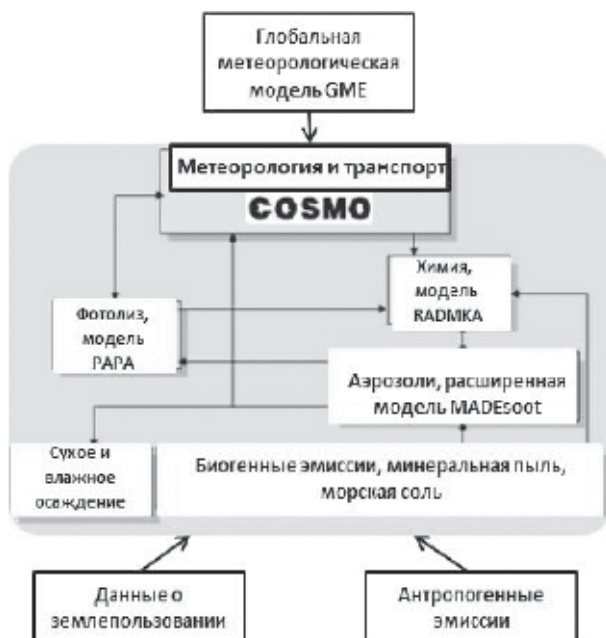 Глобальная
метеорологическая
модель GME
Метеорология и транспорт
COSMO
Химия,
модель
RADMKA
Фотолиз,
модель
PAPA
Аэрозоли, расширенная
модель MADEsoot
Сухое и
влажное
осаждение
Биогенные эмиссии, минеральная пыль,
морская соль
Данные о
землепользовании
Антропогенные
эмиссии